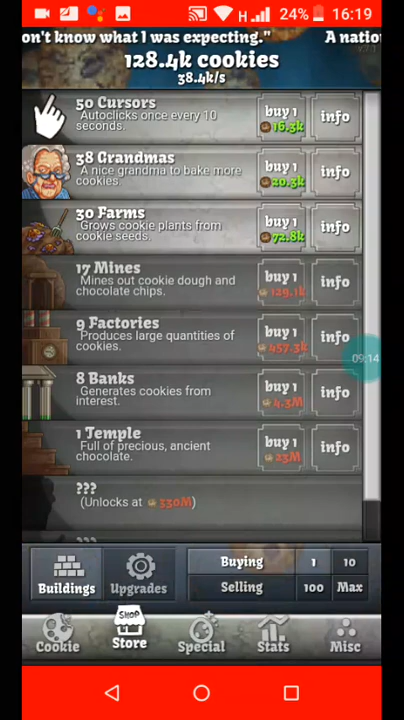 H 24% 16:19
on't know what I was expecting." A natio
v.7.1
128.4k cookies
38.4k/s
50 Cursors
Autoclicks once every 10
seconds.
buy 1
16.3k
info
38 Grandmas
A nice grandma to bake more
cookies.
buy 1
20.3k
info
30 Farms
Grows cookie plants from
cookie seeds.
buy 1
72.8k
info
17 Mines
Mines out cookie dough and
chocolate chips.
buy 1
129.1k
info
9 Factories
Produces large quantities of
cookies.
buy 1
457.3k
info
09:14
8 Banks
Generates cookies from
interest.
buy 1
4.3M
info
1 Temple
Full of precious, ancient
chocolate.
buy 1
23M
info
???
(Unlocks at 330M)
???
Buildings
Upgrades
Buying 1 10
Selling 100 Max
Cookie
SHOP
Store
Special
Stats
Misc